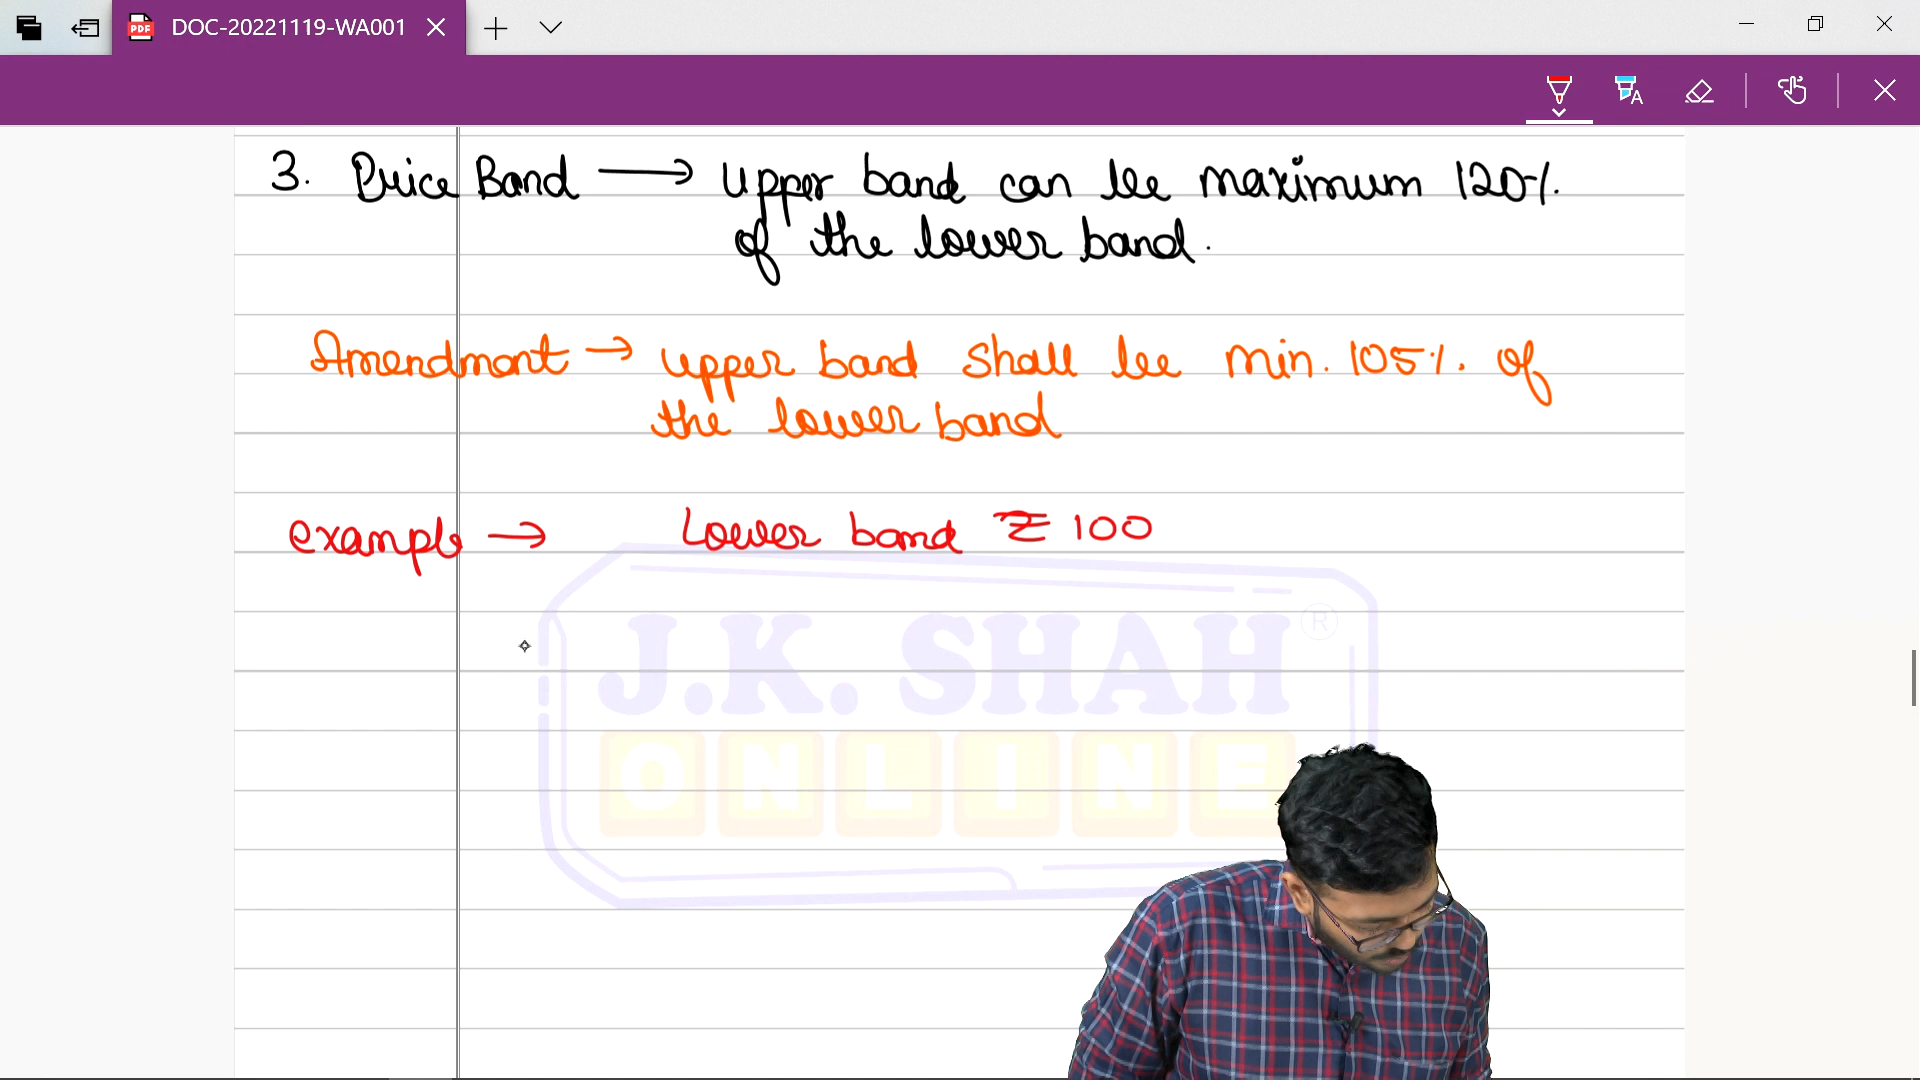 DOC-20221119-WA001
3. Price Band → Upper band can be maximum 120%
of the lower band.
Amendment → upper band shall be min. 105%. of
the lower band
example → Lower band ₹ 100
J.K. SHAH ®
ONLINE